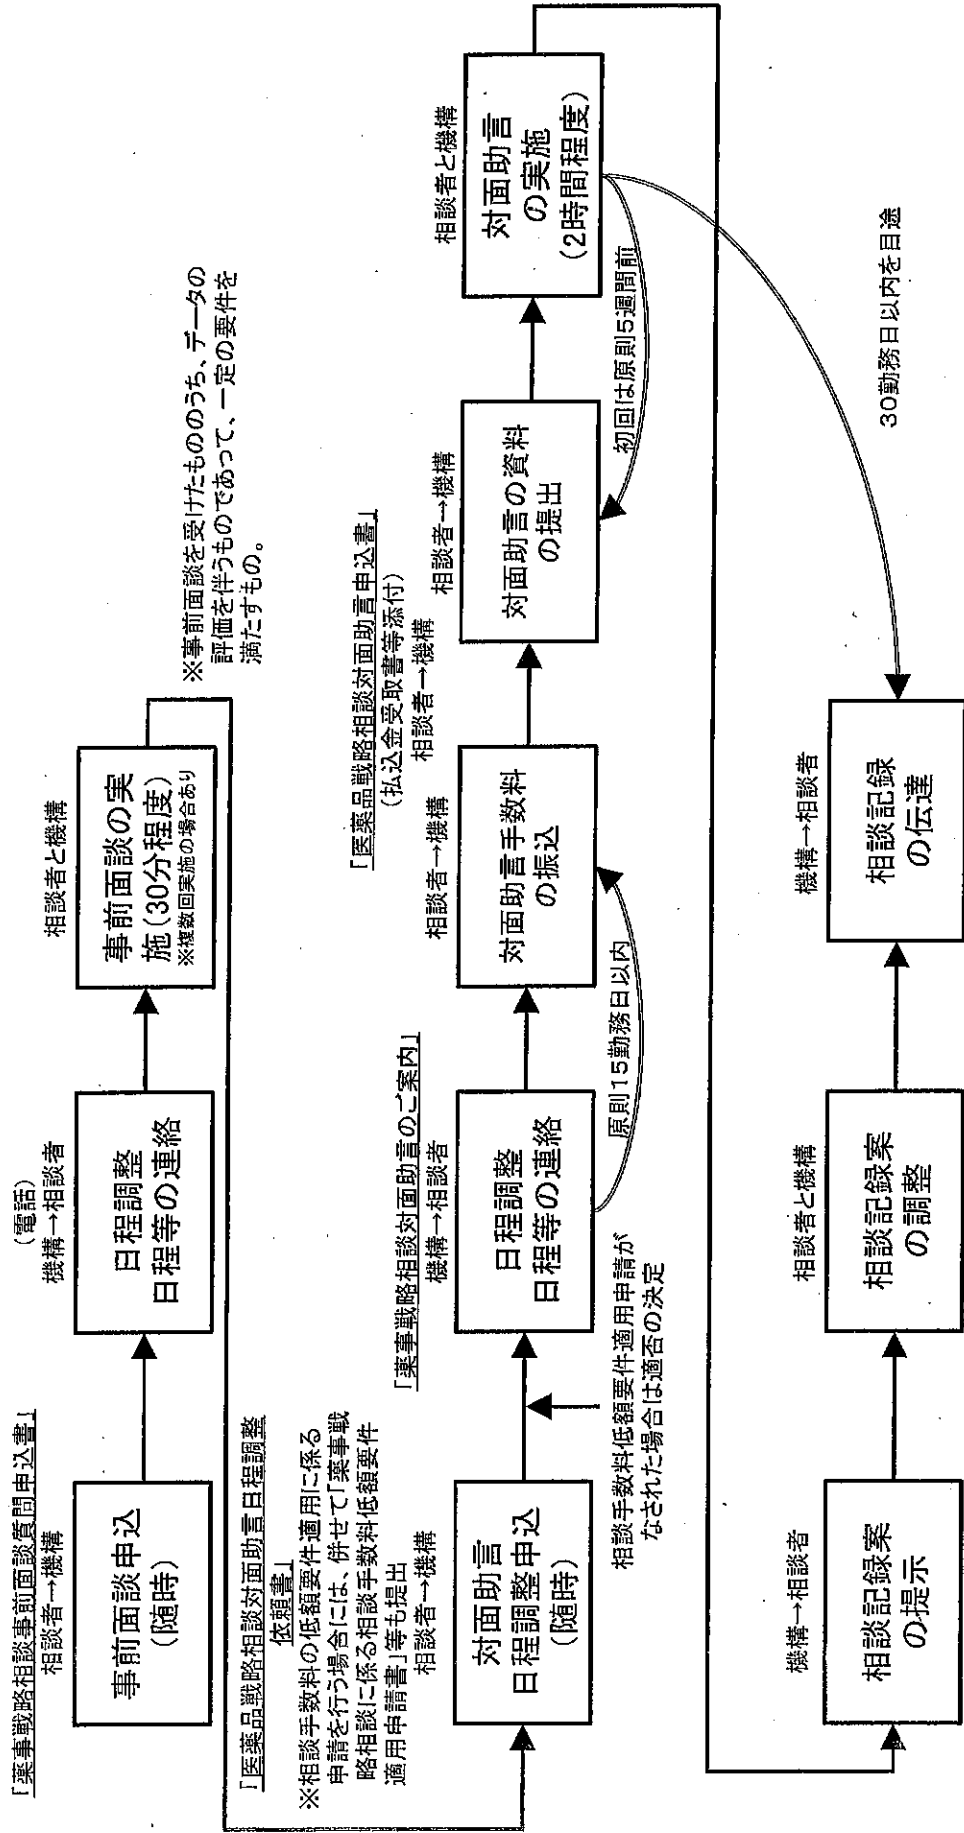 「薬事戦略相談事前面談質問申込書」
相談者→機構
事前面談申込
(随時)
(電話)
機構→相談者
日程調整
日程等の連絡
相談者と機構
事前面談の実
施(30分程度)
※複数回実施の場合あり
※事前面談を受けたもののうち、データの
評価を伴うものであって、一定の要件を
満たすもの。
「医薬品戦略相談対面助言日程調整
依頼書」
※相談手数料の低額要件適用に係る
申請を行う場合には、併せて「薬事戦
略相談に係る相談手数料低額要件
適用申請書」等も提出
相談者→機構
対面助言
日程調整申込
(随時)
相談手数料低額要件適用申請が
なされた場合は適否の決定
「薬事戦略相談対面助言のご案内」
機構→相談者
日程調整
日程等の連絡
原則15勤務日以内
「医薬品戦略相談対面助言申込書」
(払込金受取書等添付)
相談者→機構
相談者→機構
対面助言手数料
の振込
相談者→機構
対面助言の資料
の提出
初回は原則5週間前
相談者と機構
対面助言
の実施
(2時間程度)
30勤務日以内を目途
機構→相談者
相談記録案
の提示
相談者と機構
相談記録案
の調整
機構→相談者
相談記録
の伝達